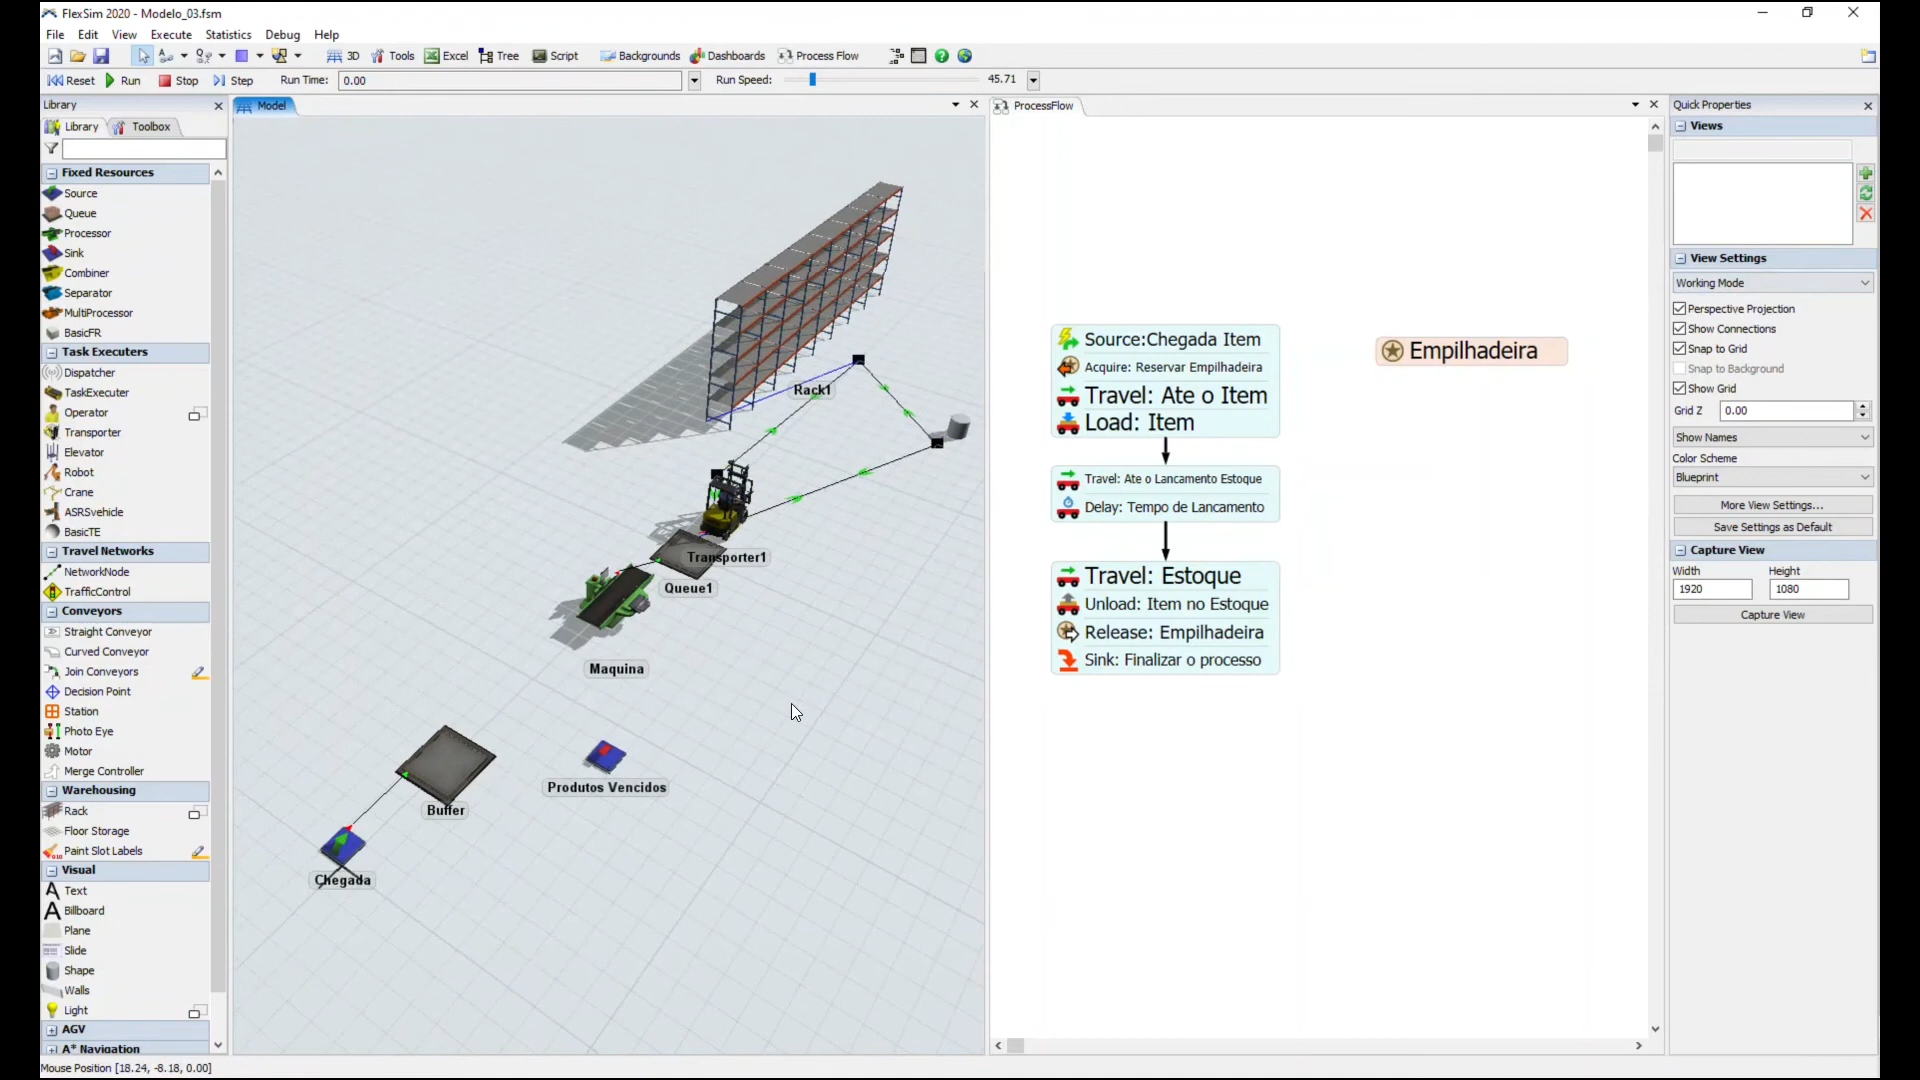 FlexSim 2020 - Modelo_03.fsm
File Edit View Execute Statistics Debug Help
3D Tools Excel Tree Script Backgrounds Dashboards Process Flow
Reset Run Stop Step Run Time: 0.00 Run Speed: 45.71
Library
Library Toolbox
Fixed Resources
Source
Queue
Processor
Sink
Combiner
Separator
MultiProcessor
BasicFR
Task Executers
Dispatcher
TaskExecuter
Operator
Transporter
Elevator
Robot
Crane
ASRSvehicle
BasicTE
Travel Networks
NetworkNode
TrafficControl
Conveyors
Straight Conveyor
Curved Conveyor
Join Conveyors
Decision Point
Station
Photo Eye
Motor
Merge Controller
Warehousing
Rack
Floor Storage
Paint Slot Labels
Visual
Text
Billboard
Plane
Slide
Shape
Walls
Light
AGV
A* Navigation
Mouse Position [18.24, -8.18, 0.00]
Model
Rack1
Transporter1
Queue1
Maquina
Produtos Vencidos
Buffer
Chegada
ProcessFlow
Source:Chegada Item
Acquire: Reservar Empilhadeira
Travel: Ate o Item
Load: Item
Travel: Ate o Lancamento Estoque
Delay: Tempo de Lancamento
Travel: Estoque
Unload: Item no Estoque
Release: Empilhadeira
Sink: Finalizar o processo
Empilhadeira
Quick Properties
Views
View Settings
Working Mode
Perspective Projection
Show Connections
Snap to Grid
Snap to Background
Show Grid
Grid Z 0.00
Show Names
Color Scheme
Blueprint
More View Settings...
Save Settings as Default
Capture View
Width Height
1920 1080
Capture View